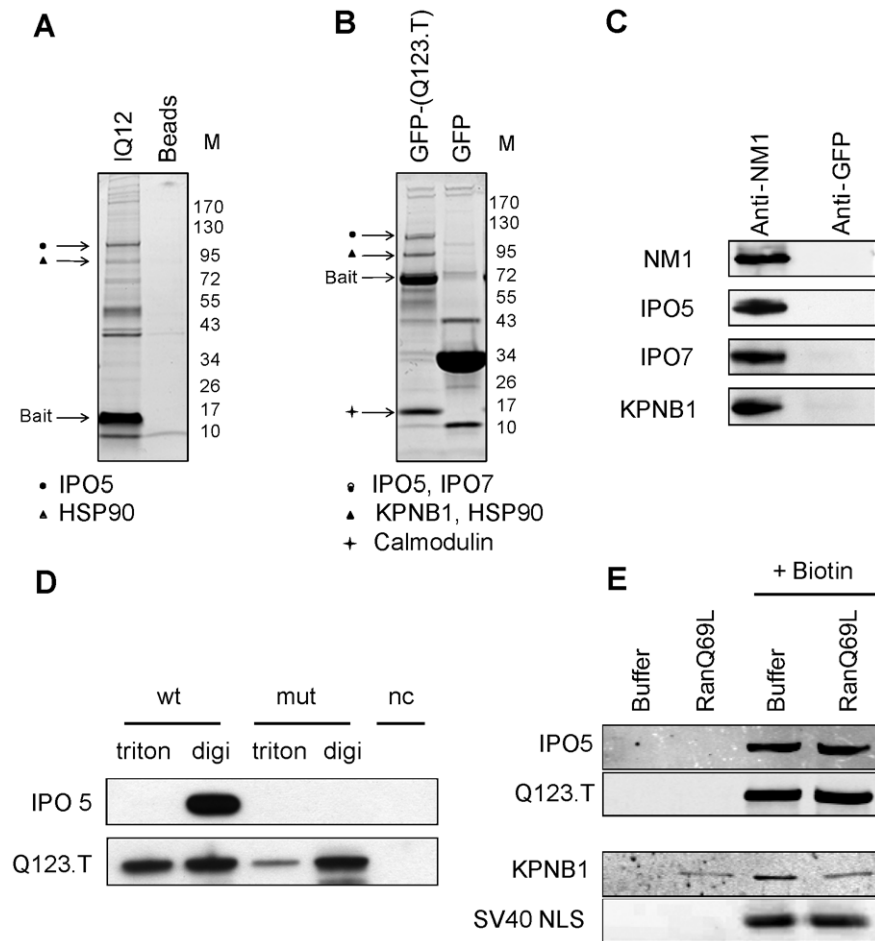 A
IQ12
Beads
M
170
130
95
72
55
43
34
26
17
10
Bait
• IPO5
▲ HSP90
B
GFP-(Q123.T)
GFP
M
170
130
95
72
55
43
34
26
17
10
Bait
IPO5, IPO7
▲ KPNB1, HSP90
Calmodulin
C
Anti-NM1
Anti-GFP
NM1
IPO5
IPO7
KPNB1
D
wt mut nc
triton digi triton digi
IPO 5
Q123.T
E
+ Biotin
Buffer
RanQ69L
Buffer
RanQ69L
IPO5
Q123.T
KPNB1
SV40 NLS